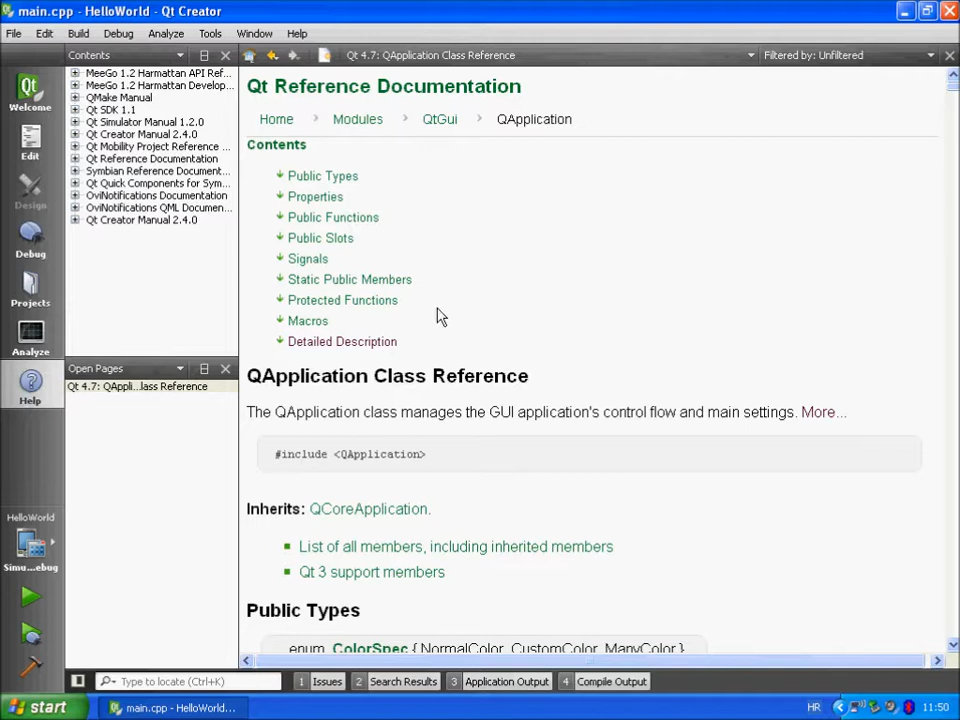 main.cpp - HelloWorld - Qt Creator
File Edit Build Debug Analyze Tools Window Help
Contents
Qt 4.7: QApplication Class Reference
Filtered by: Unfiltered
Welcome
Edit
Design
Debug
Projects
Analyze
Help
HelloWorld
Simu...ebug
MeeGo 1.2 Harmattan API Ref...
MeeGo 1.2 Harmattan Develop...
QMake Manual
Qt SDK 1.1
Qt Simulator Manual 1.2.0
Qt Creator Manual 2.4.0
Qt Mobility Project Reference ...
Qt Reference Documentation
Symbian Reference Document...
Qt Quick Components for Sym...
OviNotifications Documentation
OviNotifications QML Documen...
Qt Creator Manual 2.4.0
Open Pages
Qt 4.7: QAppli...lass Reference
Qt Reference Documentation
Home Modules QtGui QApplication
Contents
Public Types
Properties
Public Functions
Public Slots
Signals
Static Public Members
Protected Functions
Macros
Detailed Description
QApplication Class Reference
The QApplication class manages the GUI application's control flow and main settings. More...
#include <QApplication>
Inherits: QCoreApplication.
List of all members, including inherited members
Qt 3 support members
Public Types
enum ColorSpec { NormalColor, CustomColor, ManyColor }
Type to locate (Ctrl+K)
1 Issues 2 Search Results 3 Application Output 4 Compile Output
start
main.cpp - HelloWorld...
HR
11:50